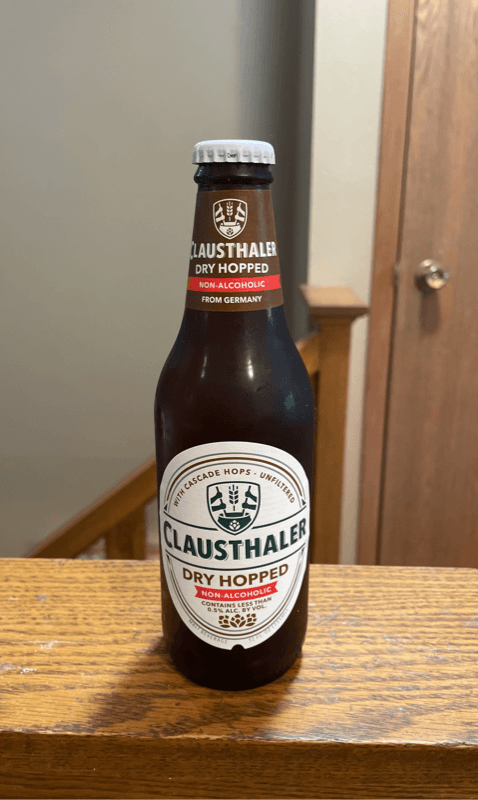 CLAUSTHALER
DRY HOPPED
NON-ALCOHOLIC
FROM GERMANY
WITH CASCADE HOPS · UNFILTERED
CLAUSTHALER
DRY HOPPED
NON-ALCOHOLIC
CONTAINS LESS THAN
0.5% ALC. BY VOL.